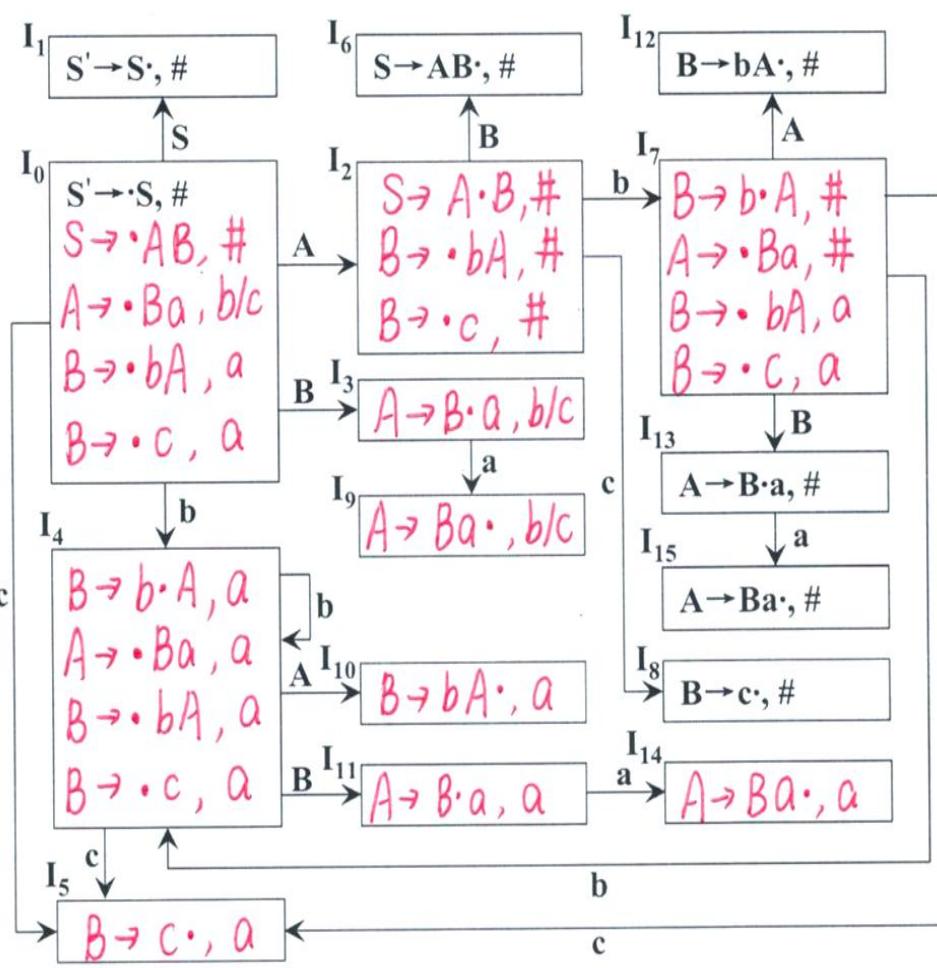 I₁
S'→S·, #
S
I₀
S'→·S, #
S→·AB, #
A→·Ba, b/c
B→·bA, a
B→·c, a
A
B
b
c
I₆
S→AB·, #
B
I₂
S→A·B, #
B→·bA, #
B→·c, #
b
c
I₃
A→B·a, b/c
a
I₉
A→Ba·, b/c
I₁₂
B→bA·, #
A
I₇
B→b·A, #
A→·Ba, #
B→·bA, a
B→·c, a
B
I₁₃
A→B·a, #
a
I₁₅
A→Ba·, #
I₈
B→c·, #
I₄
B→b·A, a
A→·Ba, a
B→·bA, a
B→·c, a
b
A
I₁₀
B→bA·, a
B
I₁₁
A→B·a, a
a
I₁₄
A→Ba·, a
c
b
I₅
B→c·, a
c